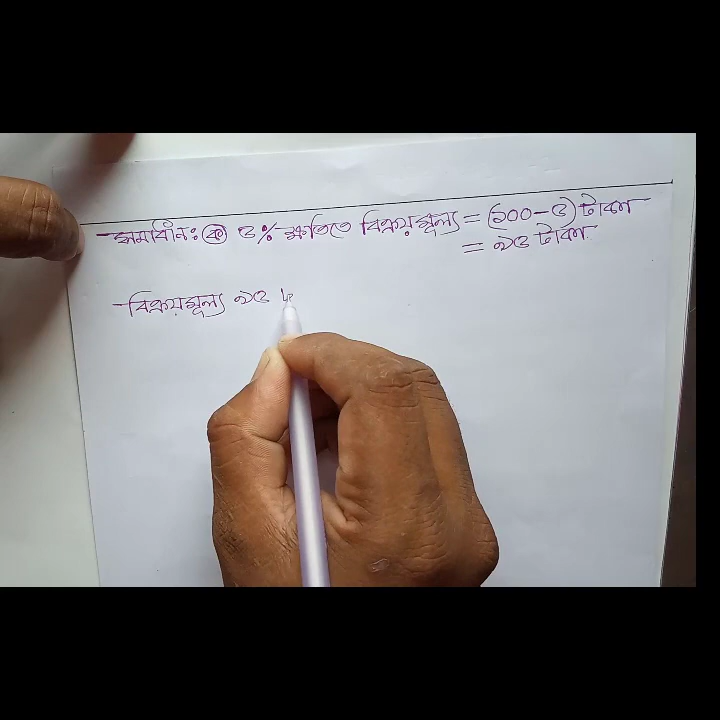 সমাধান: ক ৫% ক্ষতিতে বিক্রয়মূল্য = (১০০-৫) টাকা
= ৯৫ টাকা
বিক্রয়মূল্য ৯৫